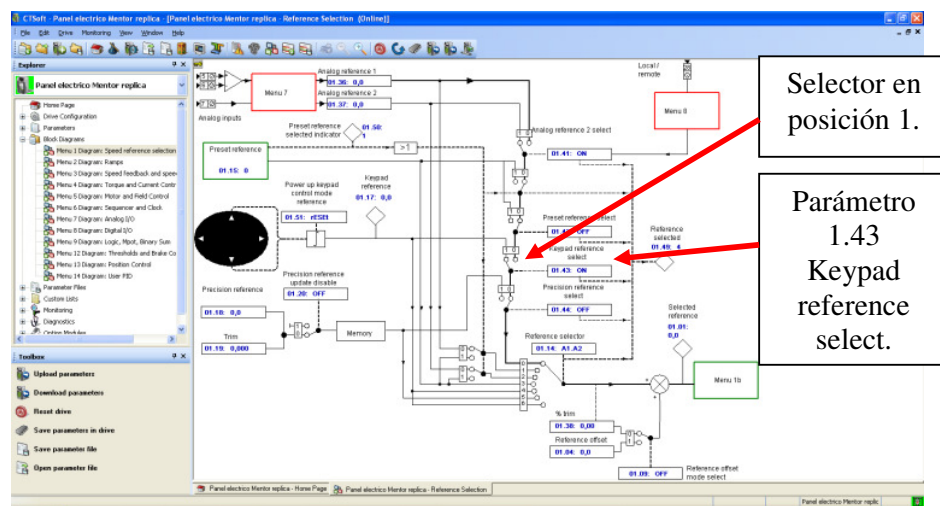 CTSoft - Panel electrico Mentor replica - [Panel electrico Mentor replica - Reference Selection (Online)]
File Edit Drive Monitoring View Window Help
Explorer
Panel electrico Mentor replica
Home Page
Drive Configuration
Parameters
Block Diagrams
Menu 1 Diagram: Speed reference selection
Menu 2 Diagram: Ramps
Menu 3 Diagram: Speed feedback and spee
Menu 4 Diagram: Torque and Current Contr
Menu 5 Diagram: Motor and Field Control
Menu 6 Diagram: Sequencer and Clock
Menu 7 Diagram: Analog I/O
Menu 8 Diagram: Digital I/O
Menu 9 Diagram: Logic, Mpot, Binary Sum
Menu 12 Diagram: Thresholds and Brake Co
Menu 13 Diagram: Position Control
Menu 14 Diagram: User PID
Parameter Files
Custom Lists
Monitoring
Diagnostics
Option Modules
Toolbox
Upload parameters
Download parameters
Reset drive
Save parameters in drive
Save parameter file
Open parameter file
Analog inputs
Menu 7
Analog reference 1
01.36: 0,0
Analog reference 2
01.37: 0,0
Local /
remote
Menu 8
Preset reference
selected indicator
01.50:
1
>1
Analog reference 2 select
01.41: ON
Preset reference
01.15: 0
Power up keypad
control mode
reference
01.51: rESEt
Keypad
reference
01.17: 0,0
Preset reference select
OFF
Keypad reference
select
01.43: ON
Reference
selected
01.49: 4
Precision reference
select
01.44: OFF
Precision reference
update disable
01.20: OFF
Precision reference
01.18: 0,0
Trim
01.19: 0,000
Memory
Reference selector
01.14: A1.A2
Selected
reference
01.01:
0,0
Menu 1b
% trim
01.38: 0,00
Reference offset
01.04: 0,0
01.09: OFF
Reference offset
mode select
Selector en
posición 1.
Parámetro
1.43
Keypad
reference
select.
Panel electrico Mentor replica - Home Page
Panel electrico Mentor replica - Reference Selection
Panel electrico Mentor replic